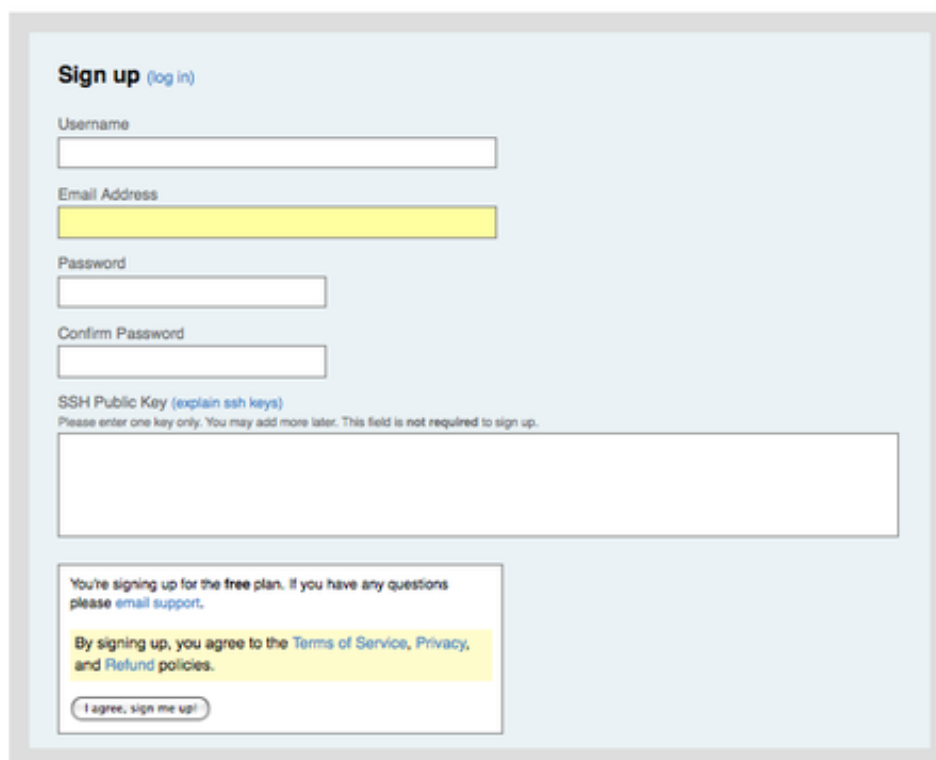 Sign up (log in)
Username
Email Address
Password
Confirm Password
SSH Public Key (explain ssh keys)
Please enter one key only. You may add more later. This field is not required to sign up.
You're signing up for the free plan. If you have any questions
please email support.
By signing up, you agree to the Terms of Service, Privacy,
and Refund policies.
I agree, sign me up!